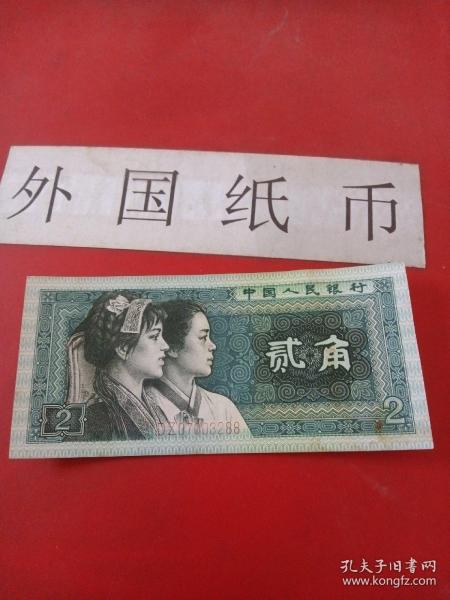 外国纸币
中国人民银行
贰角
2
2
DZ07003288
孔夫子旧书网
www.kongfz.com